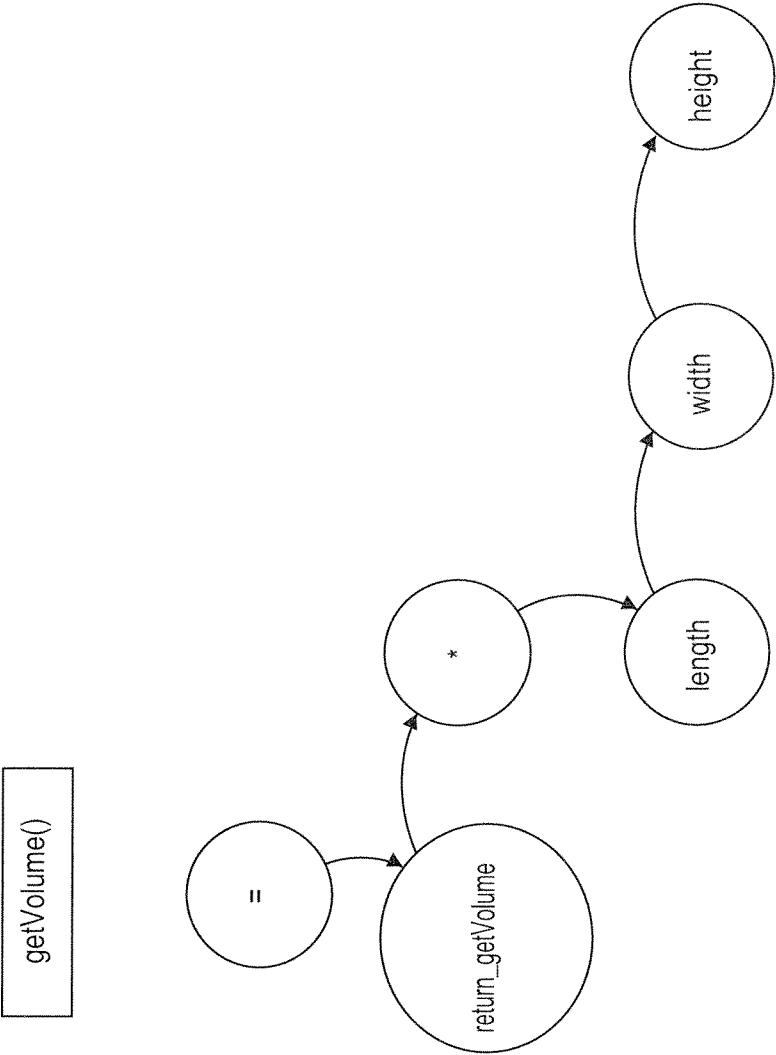 getVolume()
=
return_getVolume
*
length
width
height